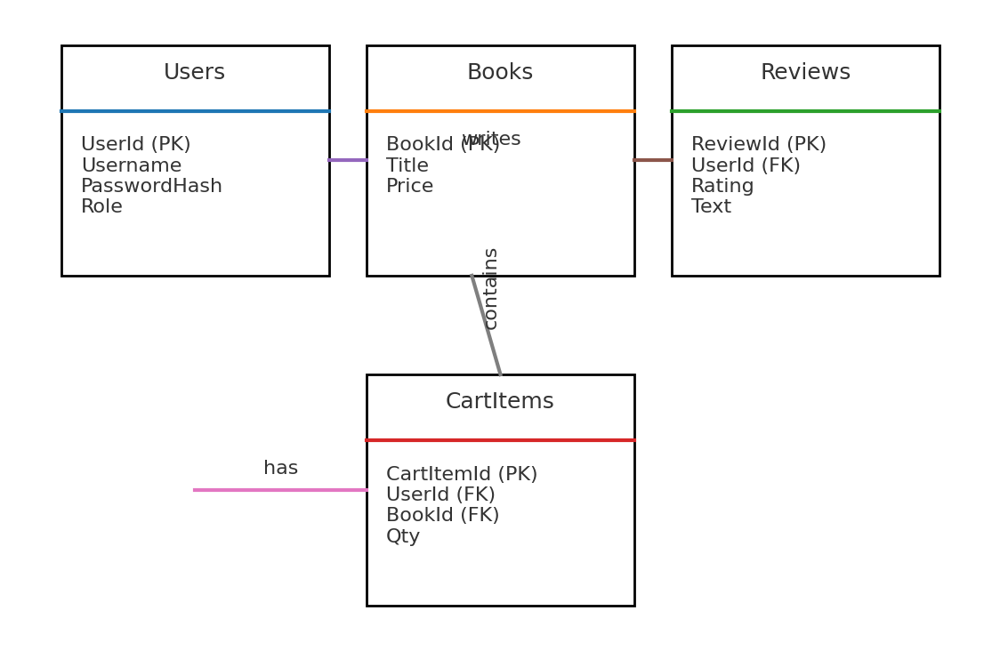 Users
UserId (PK)
Username
PasswordHash
Role
Books
writes
BookId (PK)
Title
Price
Reviews
ReviewId (PK)
UserId (FK)
Rating
Text
contains
CartItems
CartItemId (PK)
UserId (FK)
BookId (FK)
Qty
has